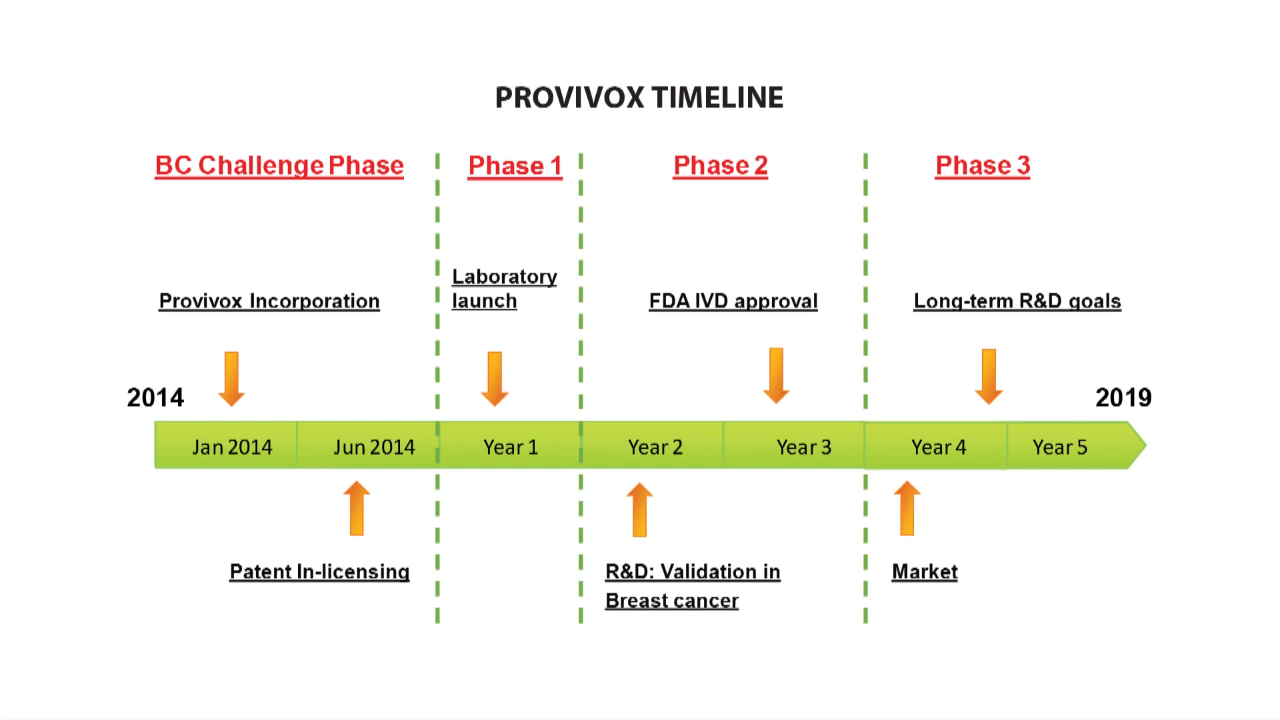 PROVIVOX TIMELINE
BC Challenge Phase
Phase 1
Phase 2
Phase 3
Provivox Incorporation
Laboratory
launch
FDA IVD approval
Long-term R&D goals
2014
2019
Jan 2014
Jun 2014
Year 1
Year 2
Year 3
Year 4
Year 5
Patent In-licensing
R&D: Validation in
Breast cancer
Market